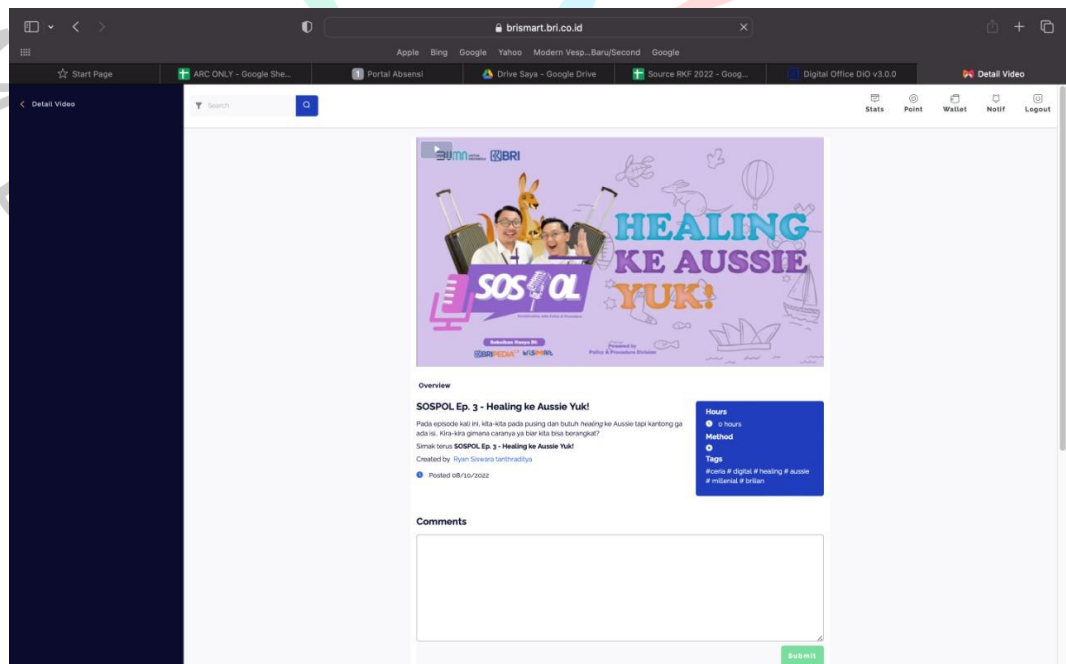 brismart.bri.co.id
Apple Bing Google Yahoo Modern Vesp...Baru/Second Google
Start Page ARC ONLY - Google She... Portal Absensi Drive Saya - Google Drive Source RKF 2022 - Goog... Digital Office DiO v3.0.0 Detail Video
Detail Video
Search
Stats Point Wallet Notif Logout
BUMN BRI
HEALING
KE AUSSIE
YUK!
SOSPOL
Saksikan Hanya Di:
BRIPEDIA brismart
Powered by
Policy & Procedure Division
Overview
SOSPOL Ep. 3 - Healing ke Aussie Yuk!
Pada episode kali ini, kita-kita pada pusing dan butuh healing ke Aussie tapi kantong ga
ada isi. Kira-kira gimana caranya ya biar kita bisa berangkat?
Simak terus SOSPOL Ep. 3 - Healing ke Aussie Yuk!
Created by Ryan Siswara Ianthraditya
Posted 08/10/2022
Hours
0 hours
Method
Tags
#ceria # digital # healing # aussie
# millenial # brilian
Comments
Submit